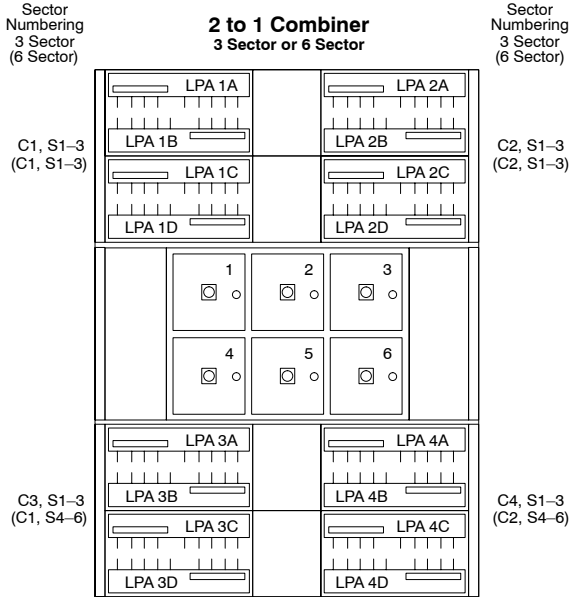 Sector
Numbering
3 Sector
(6 Sector)
2 to 1 Combiner
3 Sector or 6 Sector
Sector
Numbering
3 Sector
(6 Sector)
C1, S1–3
(C1, S1–3)
LPA 1A
LPA 1B
LPA 1C
LPA 1D
LPA 2A
LPA 2B
LPA 2C
LPA 2D
C2, S1–3
(C2, S1–3)
1
2
3
4
5
6
C3, S1–3
(C1, S4–6)
LPA 3A
LPA 3B
LPA 3C
LPA 3D
LPA 4A
LPA 4B
LPA 4C
LPA 4D
C4, S1–3
(C2, S4–6)